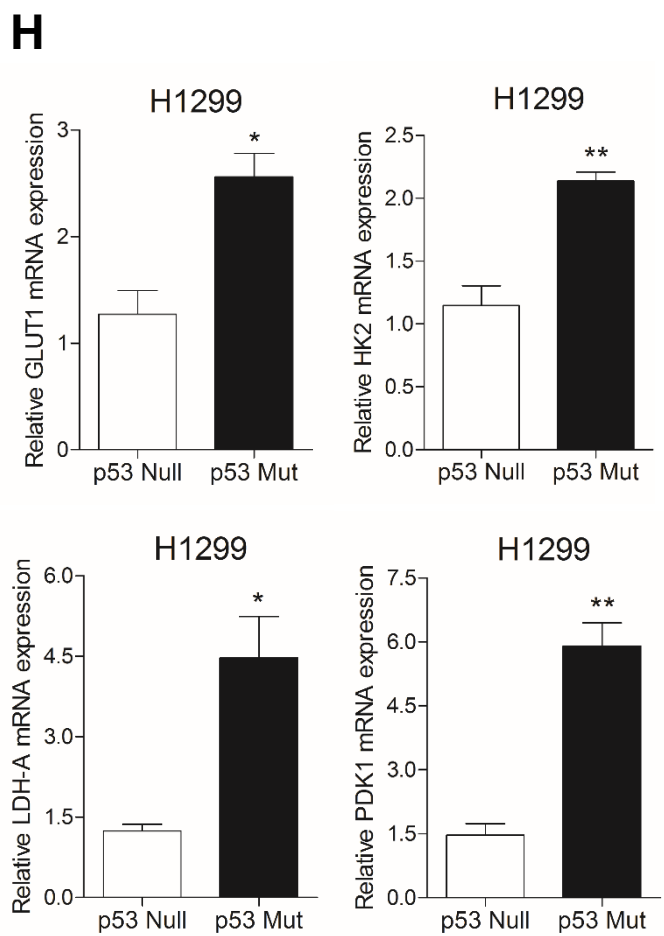 H
H1299
Relative GLUT1 mRNA expression
3
2
1
0
*
p53 Null
p53 Mut
H1299
Relative HK2 mRNA expression
2.5
2.0
1.5
1.0
0.5
0.0
**
p53 Null
p53 Mut
H1299
Relative LDH-A mRNA expression
6.0
4.5
3.0
1.5
0.0
*
p53 Null
p53 Mut
H1299
Relative PDK1 mRNA expression
7.5
6.0
4.5
3.0
1.5
0.0
**
p53 Null
p53 Mut